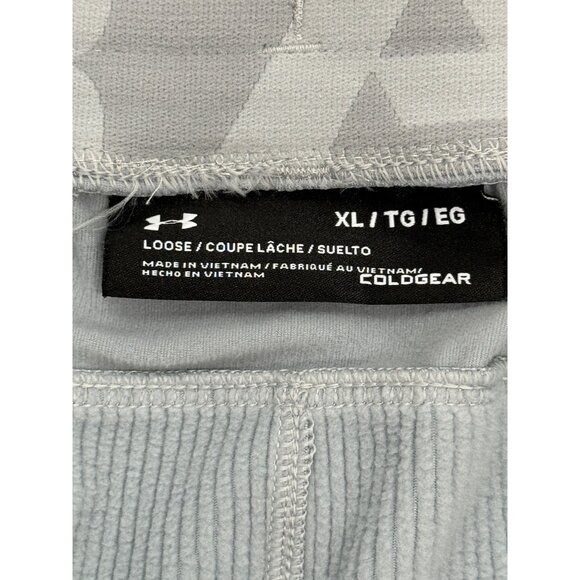 XL / TG / EG
LOOSE / COUPE LÂCHE / SUELTO
MADE IN VIETNAM / FABRIQUÉ AU VIETNAM/
HECHO EN VIETNAM
COLDGEAR